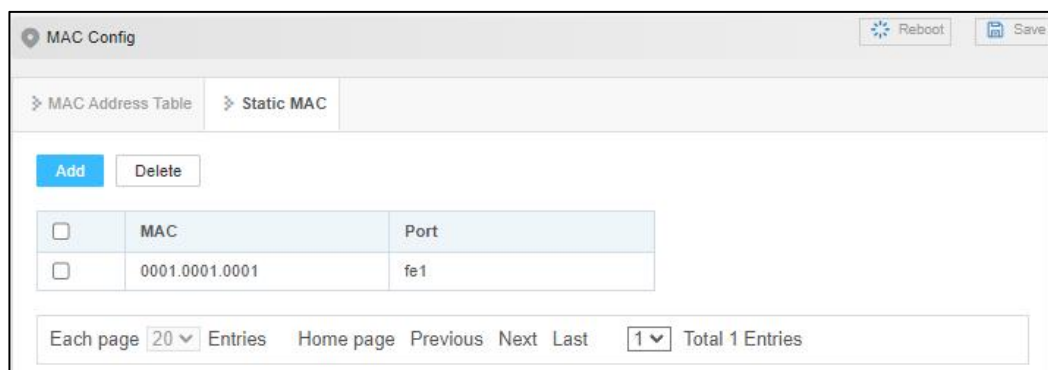 MAC Config Reboot Save
MAC Address Table Static MAC
Add Delete
MAC Port
0001.0001.0001 fe1
Each page 20 Entries Home page Previous Next Last 1 Total 1 Entries